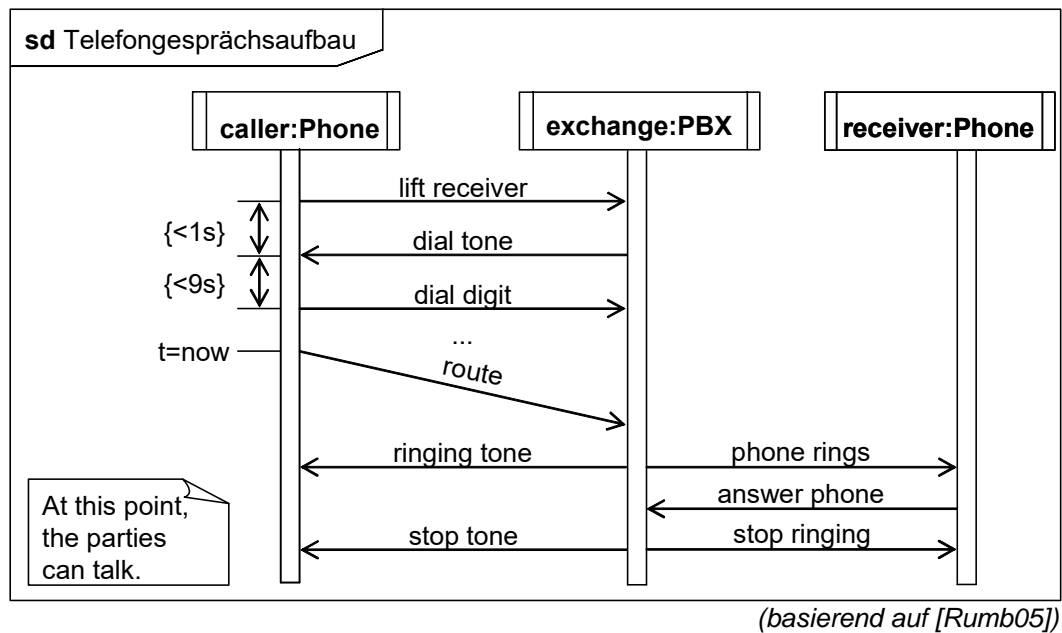 sd Telefongesprächsaufbau
caller:Phone
exchange:PBX
receiver:Phone
lift receiver
{<1s}
dial tone
{<9s}
dial digit
...
t=now
route
ringing tone
phone rings
answer phone
stop tone
stop ringing
At this point,
the parties
can talk.
(basierend auf [Rumb05])